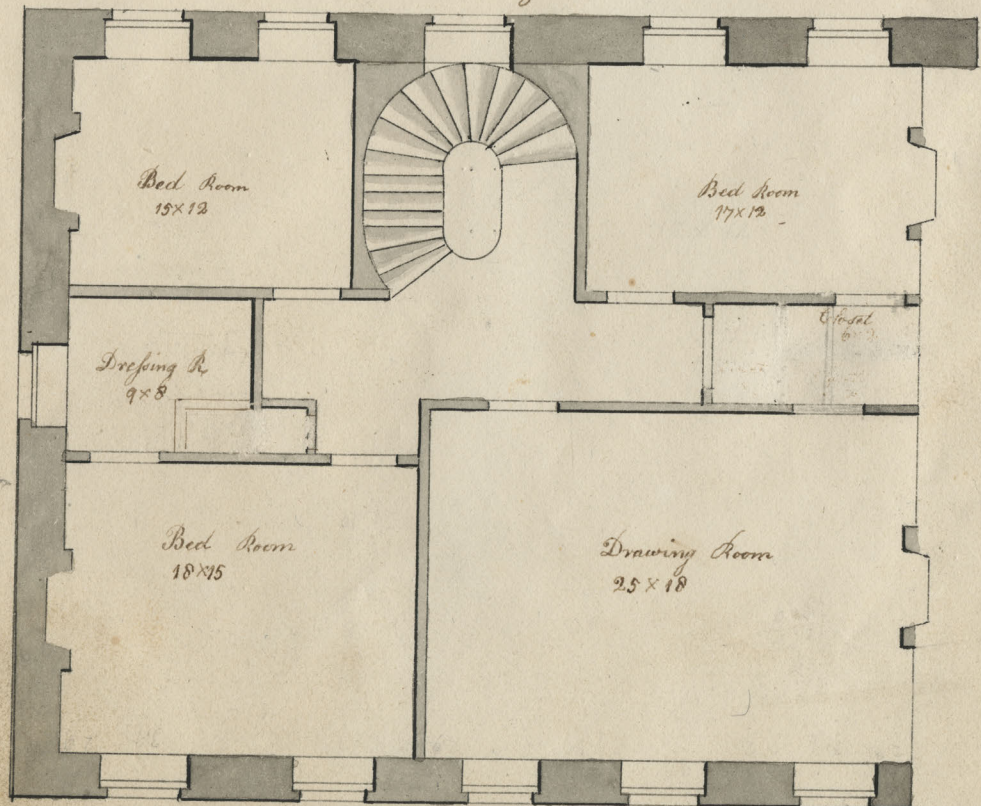 Bed Room
15×12
Bed Room
17×12
Closet
Dressing R.
9×8
Bed Room
18×15
Drawing Room
25×18